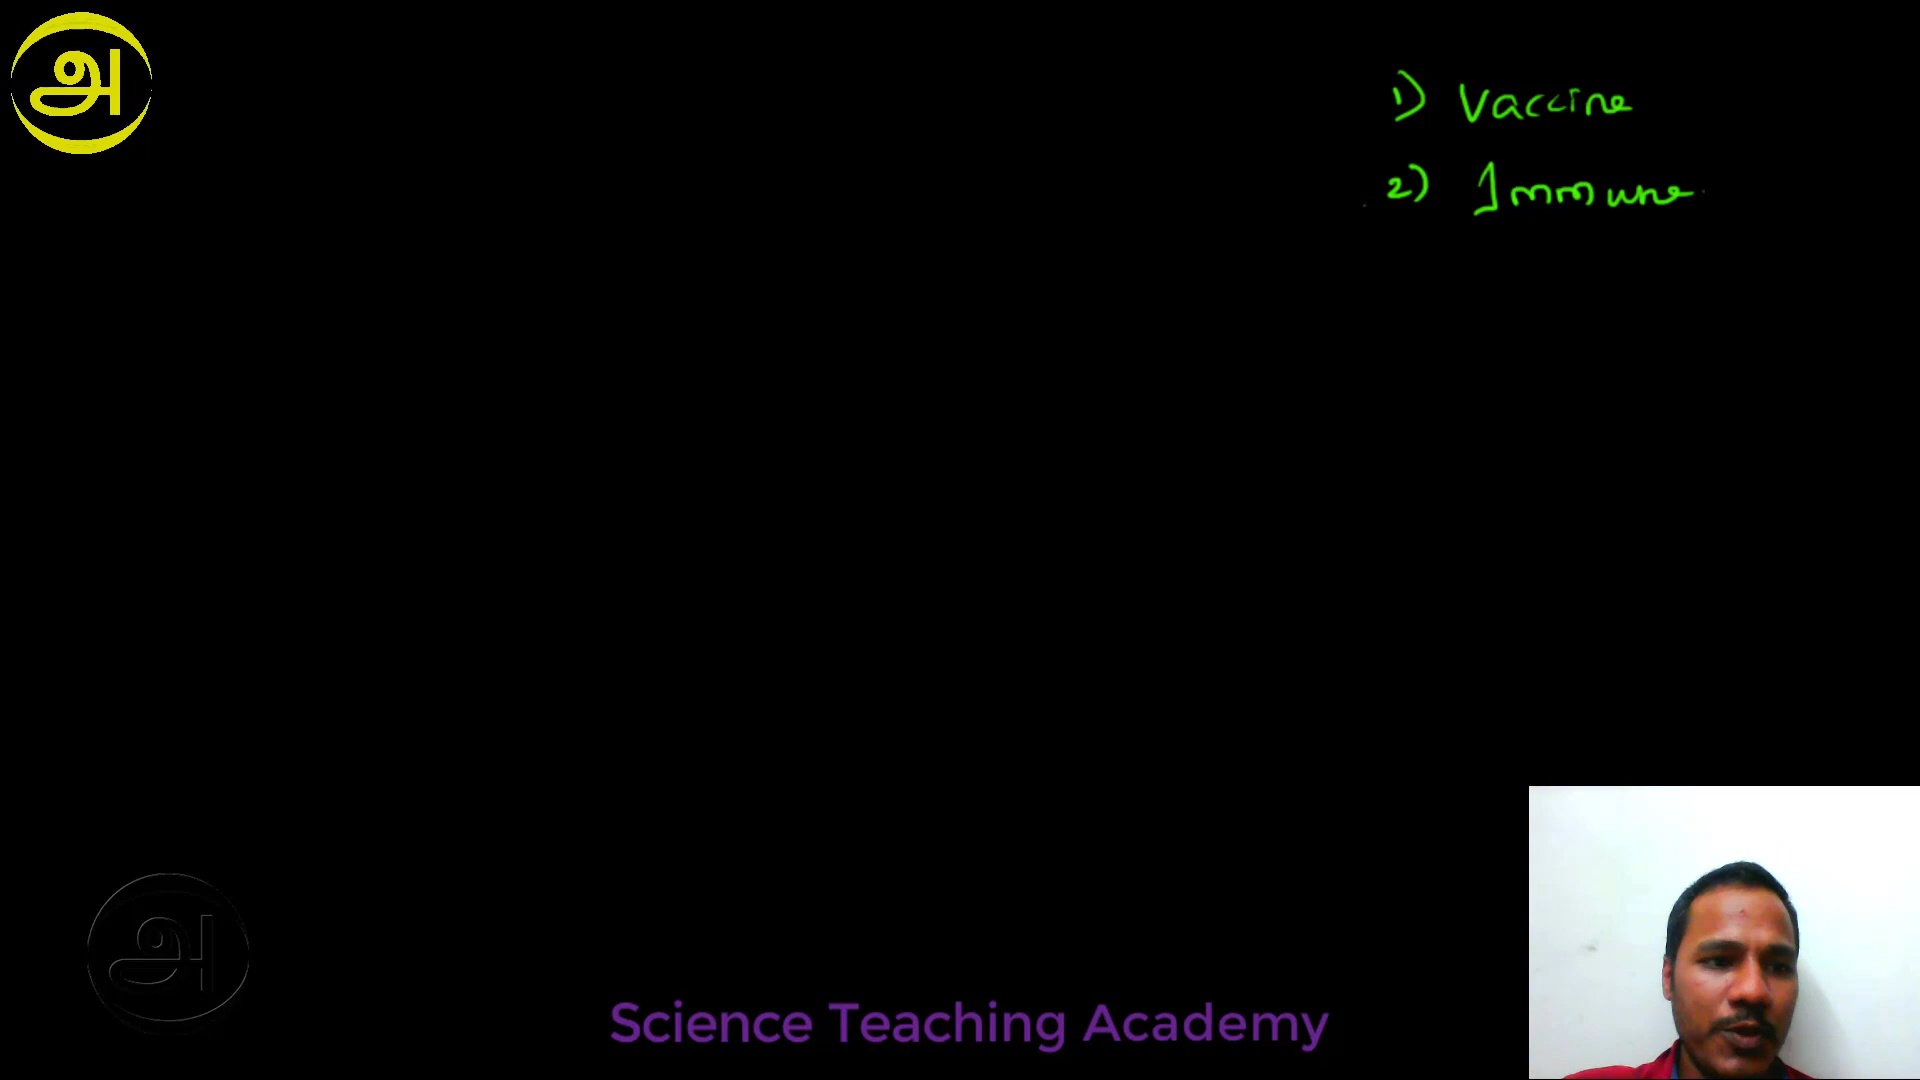 அ
1) Vaccine
2) Immune
அ
Science Teaching Academy